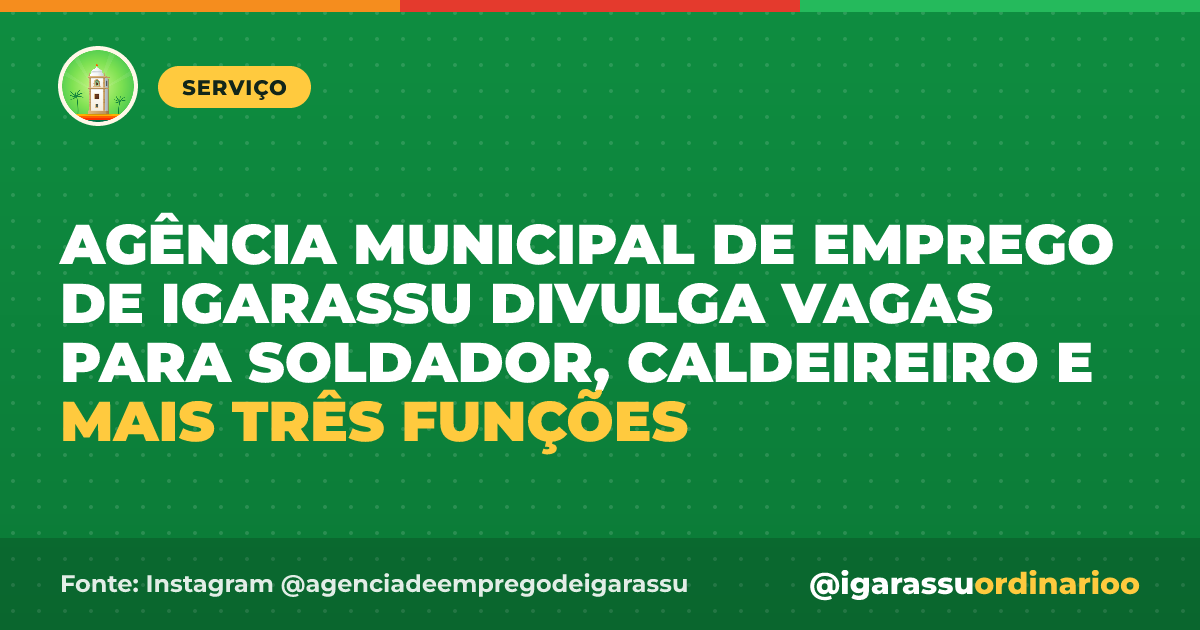 SERVIÇO
AGÊNCIA MUNICIPAL DE EMPREGO
DE IGARASSU DIVULGA VAGAS
PARA SOLDADOR, CALDEIREIRO E
MAIS TRÊS FUNÇÕES
Fonte: Instagram @agenciadeempregodeigarassu
@igarassuordinarioo